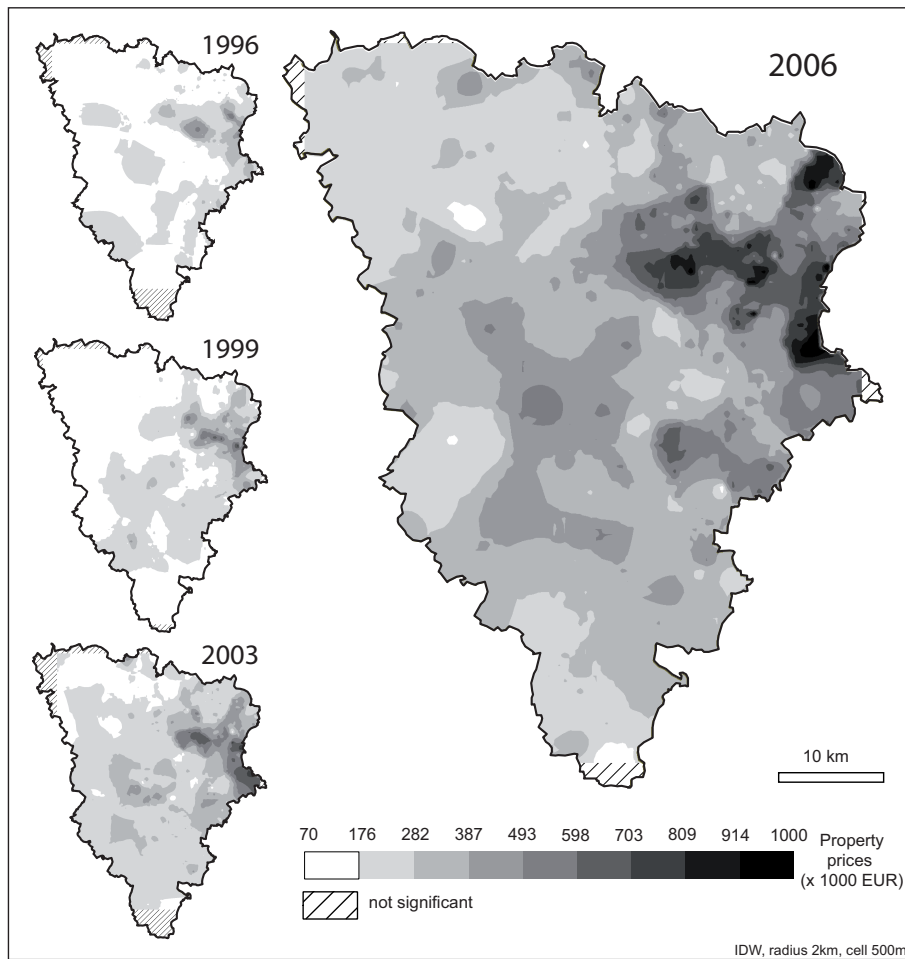 1996
2006
1999
2003
10 km
70 176 282 387 493 598 703 809 914 1000
Property
prices
(x 1000 EUR)
not significant
IDW, radius 2km, cell 500m